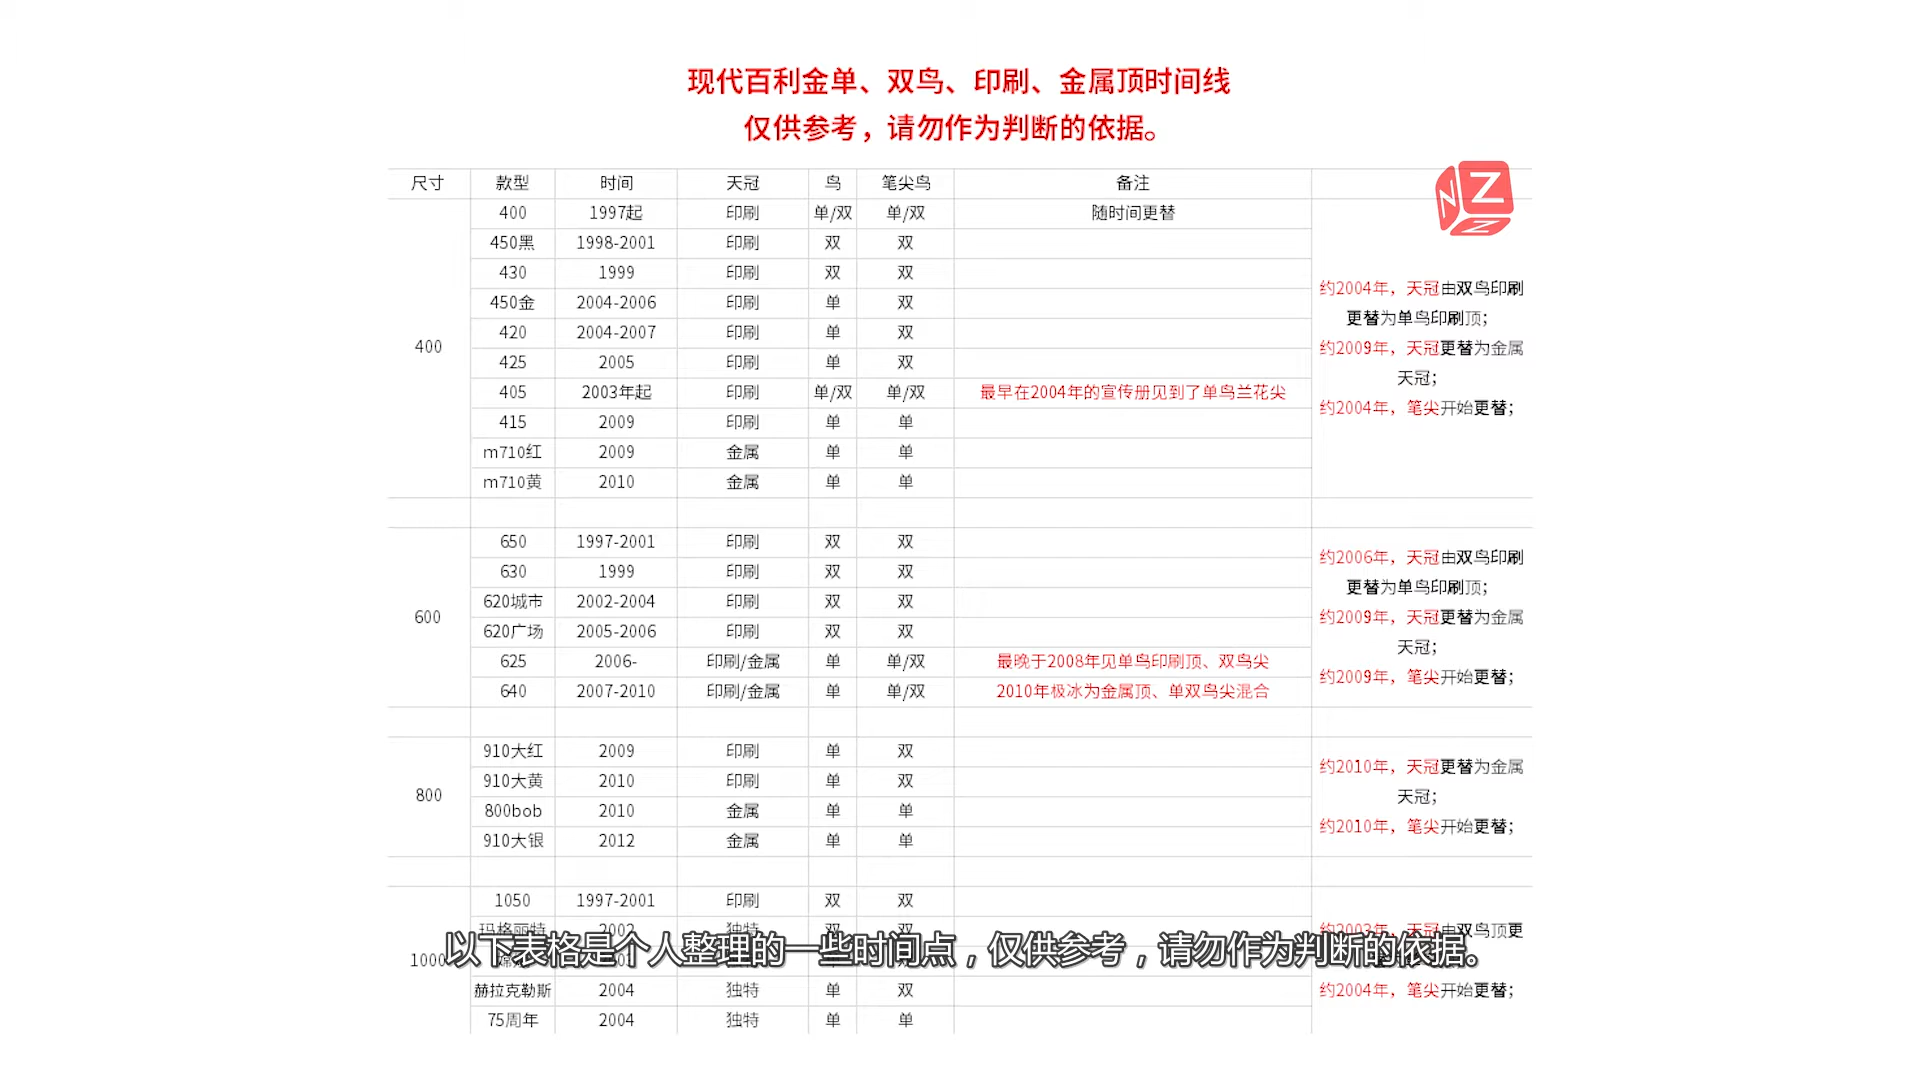 现代百利金单、双鸟、印刷、金属顶时间线
仅供参考，请勿作为判断的依据。
尺寸 款型 时间 天冠 鸟 笔尖鸟 备注
N Z Z
400
400 1997起 印刷 单/双 单/双 随时间更替
450黑 1998-2001 印刷 双 双
430 1999 印刷 双 双
450金 2004-2006 印刷 单 双
420 2004-2007 印刷 单 双
425 2005 印刷 单 双
405 2003年起 印刷 单/双 单/双 最早在2004年的宣传册见到了单鸟兰花尖
415 2009 印刷 单 单
m710红 2009 金属 单 单
m710黄 2010 金属 单 单
约2004年，天冠由双鸟印刷
更替为单鸟印刷顶；
约2009年，天冠更替为金属
天冠；
约2004年，笔尖开始更替；
600
650 1997-2001 印刷 双 双
630 1999 印刷 双 双
620城市 2002-2004 印刷 双 双
620广场 2005-2006 印刷 双 双
625 2006- 印刷/金属 单 单/双 最晚于2008年见单鸟印刷顶、双鸟尖
640 2007-2010 印刷/金属 单 单/双 2010年极冰为金属顶、单双鸟尖混合
约2006年，天冠由双鸟印刷
更替为单鸟印刷顶；
约2009年，天冠更替为金属
天冠；
约2009年，笔尖开始更替；
800
910大红 2009 印刷 单 双
910大黄 2010 印刷 单 双
800bob 2010 金属 单 单
910大银 2012 金属 单 单
约2010年，天冠更替为金属
天冠；
约2010年，笔尖开始更替；
1000
1050 1997-2001 印刷 双 双
玛格丽特 2002 独特 双 双
赫拉克勒斯 2004 独特 单 双
75周年 2004 独特 单 单
约2003年，天冠由双鸟顶更
约2004年，笔尖开始更替；
以下表格是个人整理的一些时间点，仅供参考，请勿作为判断的依据。